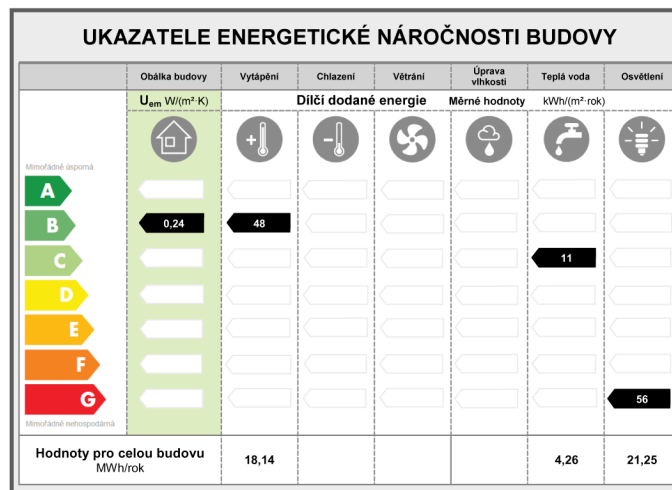 UKAZATELE ENERGETICKÉ NÁROČNOSTI BUDOVY
Obálka budovy Vytápění Chlazení Větrání Úprava vlhkosti Teplá voda Osvětlení
Uem W/(m²·K) Dílčí dodané energie Měrné hodnoty kWh/(m²·rok)
Mimořádně úsporná
A
B 0,24 48
C 11
D
E
F
G 56
Mimořádně nehospodárná
Hodnoty pro celou budovu
MWh/rok 18,14 4,26 21,25